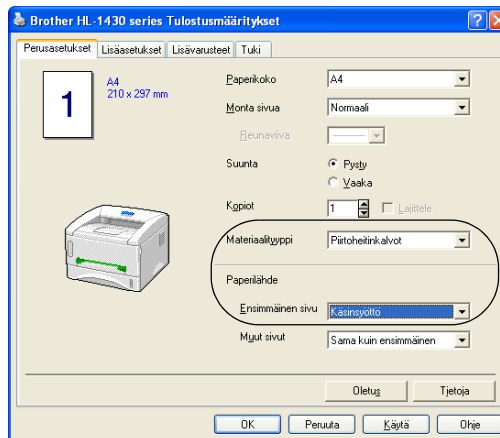 Brother HL-1430 series Tulostusmääritykset
Perusasetukset Lisäasetukset Lisävarusteet Tuki
1
A4
210 x 297 mm
Paperikoko A4
Monta sivua Normaali
Reunaviiva
Suunta Pysty
Vaaka
Kopiot 1 Lajittele
Materiaalityyppi Piirtoheitinkalvot
Paperilähde
Ensimmäinen sivu Käsinsyöttö
Muut sivut Sama kuin ensimmäinen
Oletus Tietoja
OK Peruuta Käytä Ohje